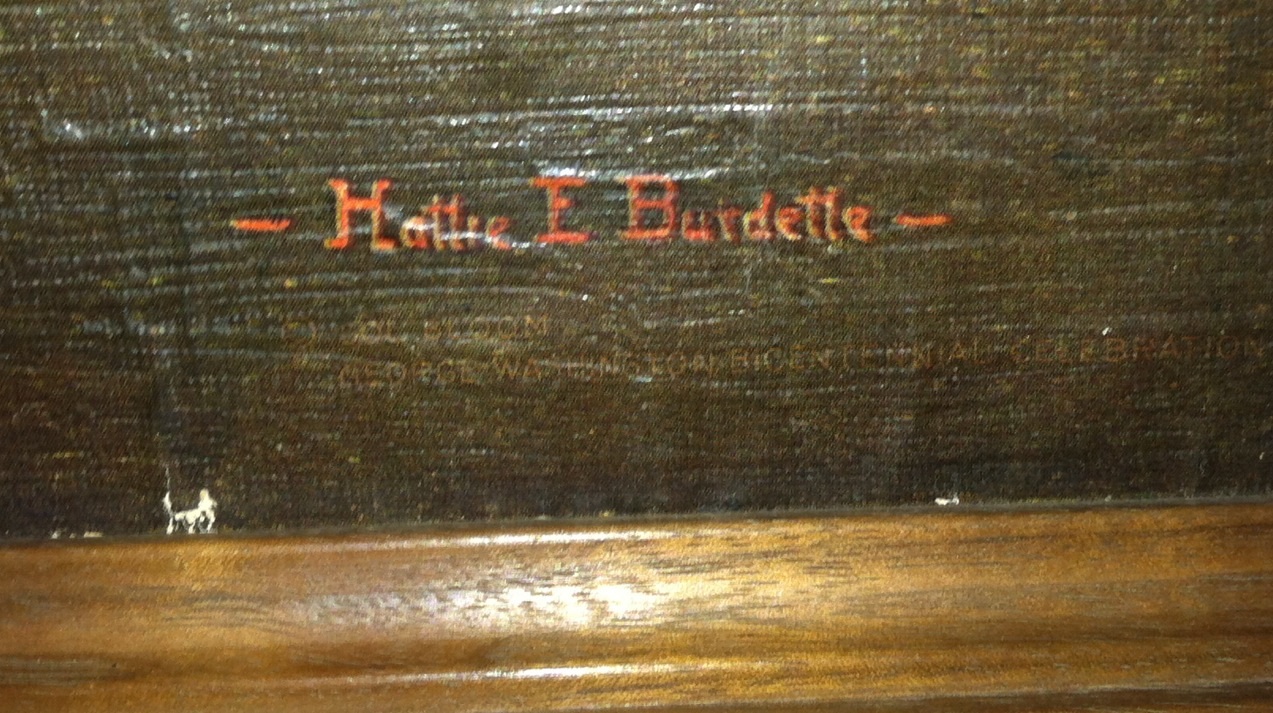 - Hattie E Burdette -
© SOL BLOOM
GEORGE WASHINGTON BICENTENNIAL CELEBRATION